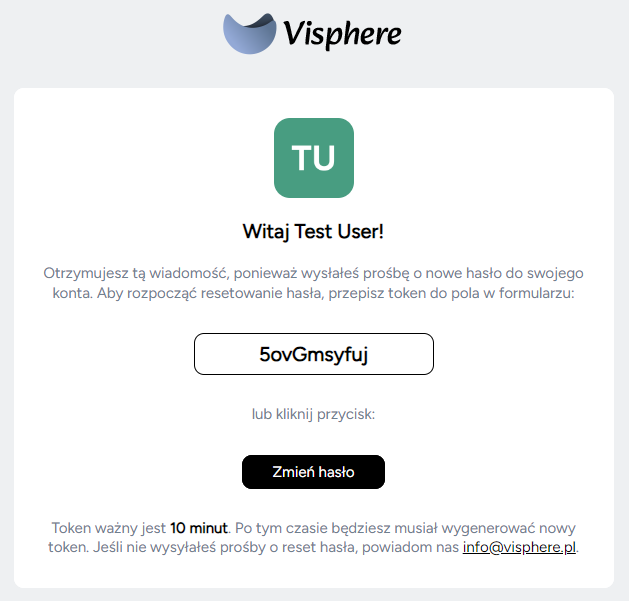 Visphere
TU
Witaj Test User!
Otrzymujesz tą wiadomość, ponieważ wysłałeś prośbę o nowe hasło do swojego
konta. Aby rozpocząć resetowanie hasła, przepisz token do pola w formularzu:
5ovGmsyfuj
lub kliknij przycisk:
Zmień hasło
Token ważny jest 10 minut. Po tym czasie będziesz musiał wygenerować nowy
token. Jeśli nie wysyłałeś prośby o reset hasła, powiadom nas info@visphere.pl.